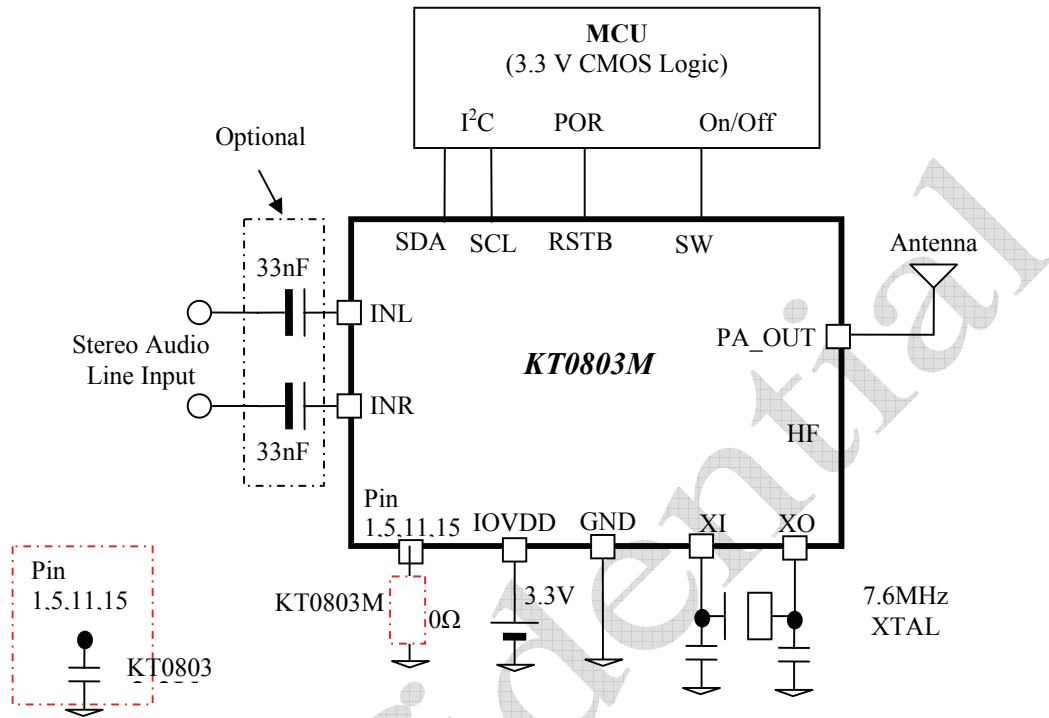 MCU
(3.3 V CMOS Logic)
I²C POR On/Off
Optional
SDA SCL RSTB SW
Antenna
33nF
INL
PA_OUT
Stereo Audio
Line Input
KT0803M
INR
HF
33nF
Pin
1,5,11,15
IOVDD GND XI XO
Pin
1,5,11,15
KT0803M
0Ω
3.3V
7.6MHz
XTAL
KT0803
idential